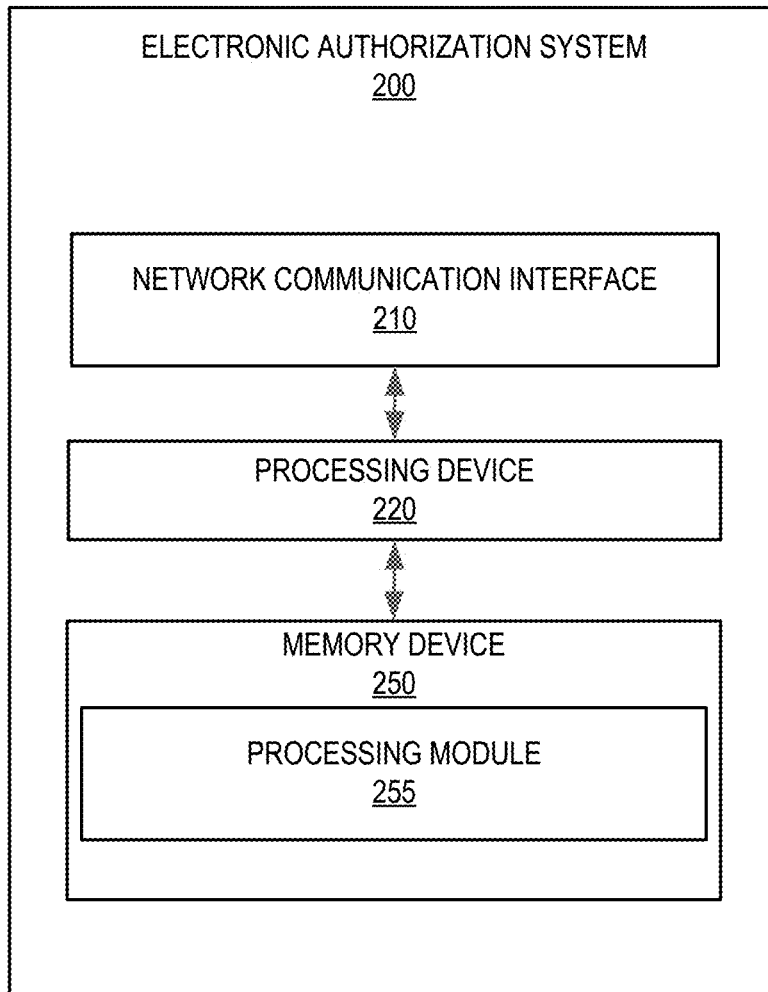 ELECTRONIC AUTHORIZATION SYSTEM
200
NETWORK COMMUNICATION INTERFACE
210
PROCESSING DEVICE
220
MEMORY DEVICE
250
PROCESSING MODULE
255